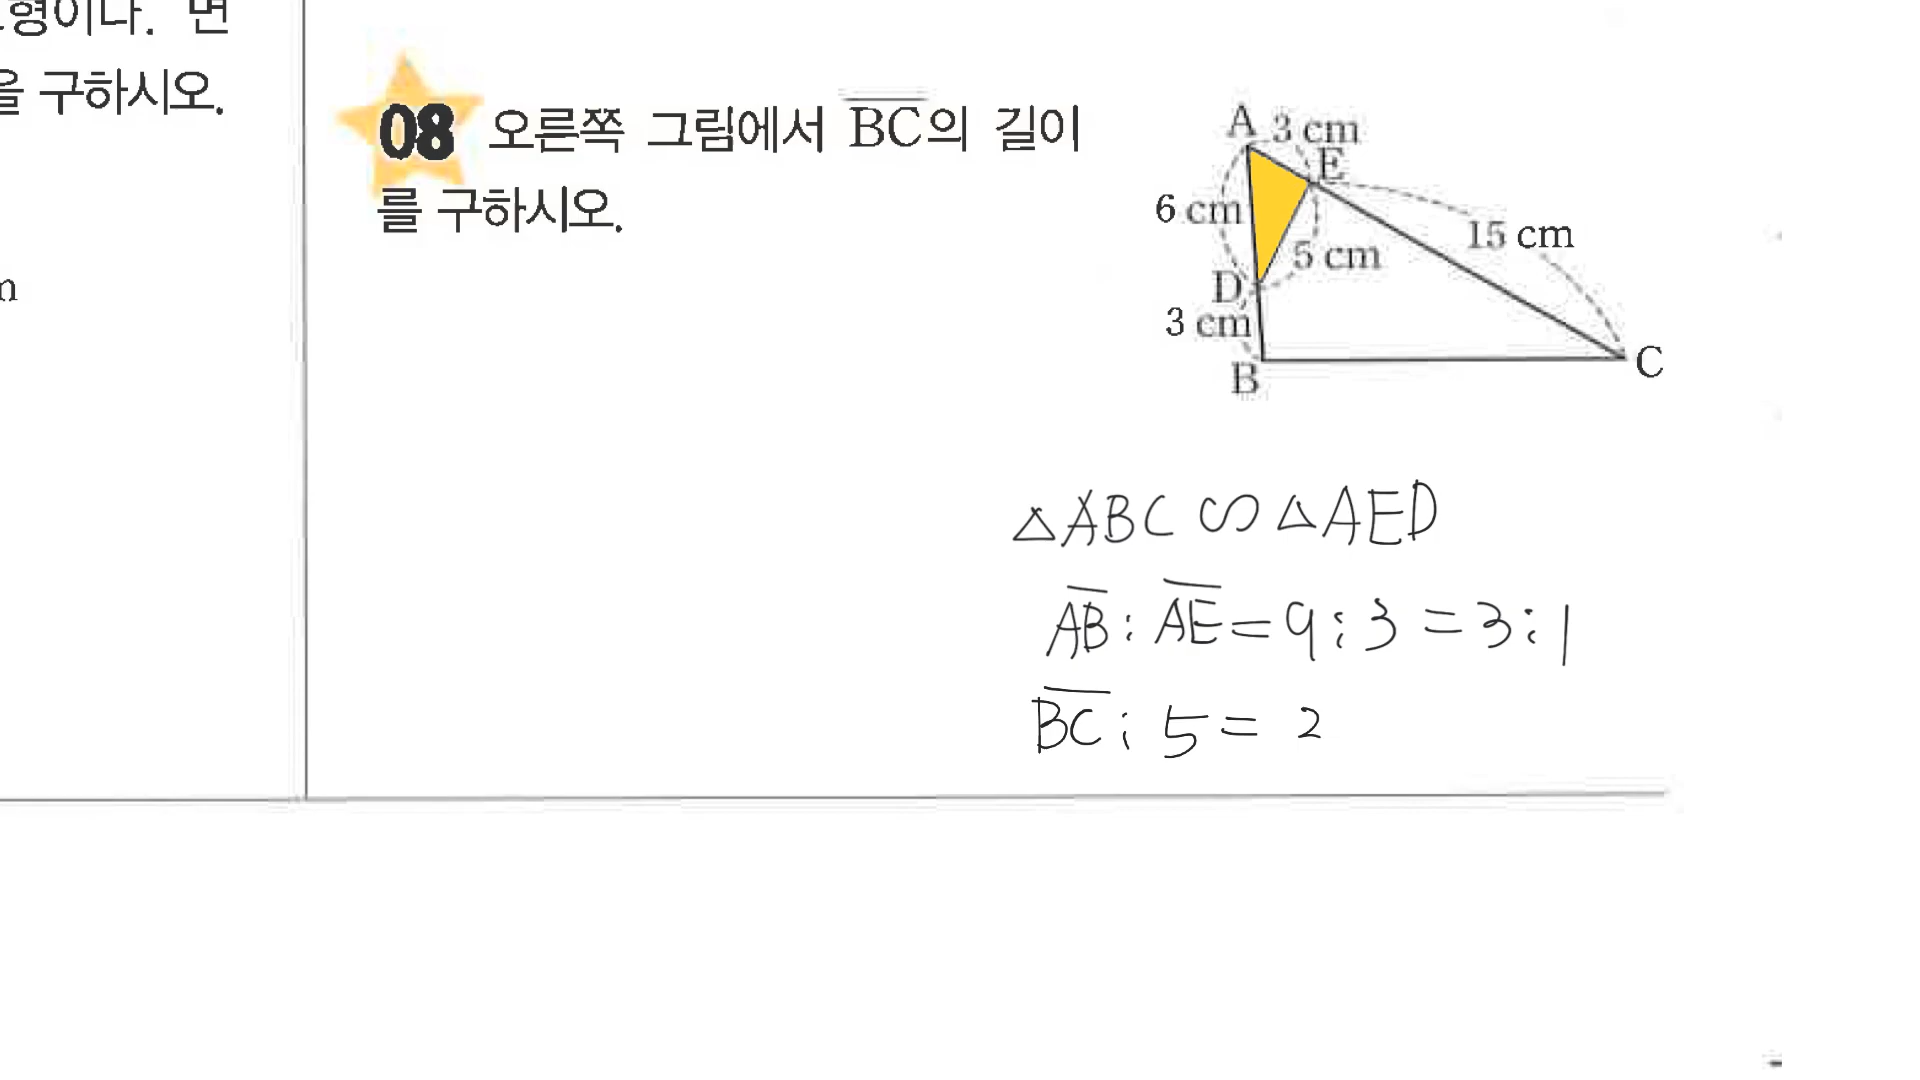 형이다. 면
을 구하시오.
08 오른쪽 그림에서 BC의 길이
를 구하시오.
A 3 cm
E
6 cm
15 cm
5 cm
D
3 cm
B
C
△ABC ∽ △AED
AB : AE = 9 : 3 = 3 : 1
BC : 5 = 2